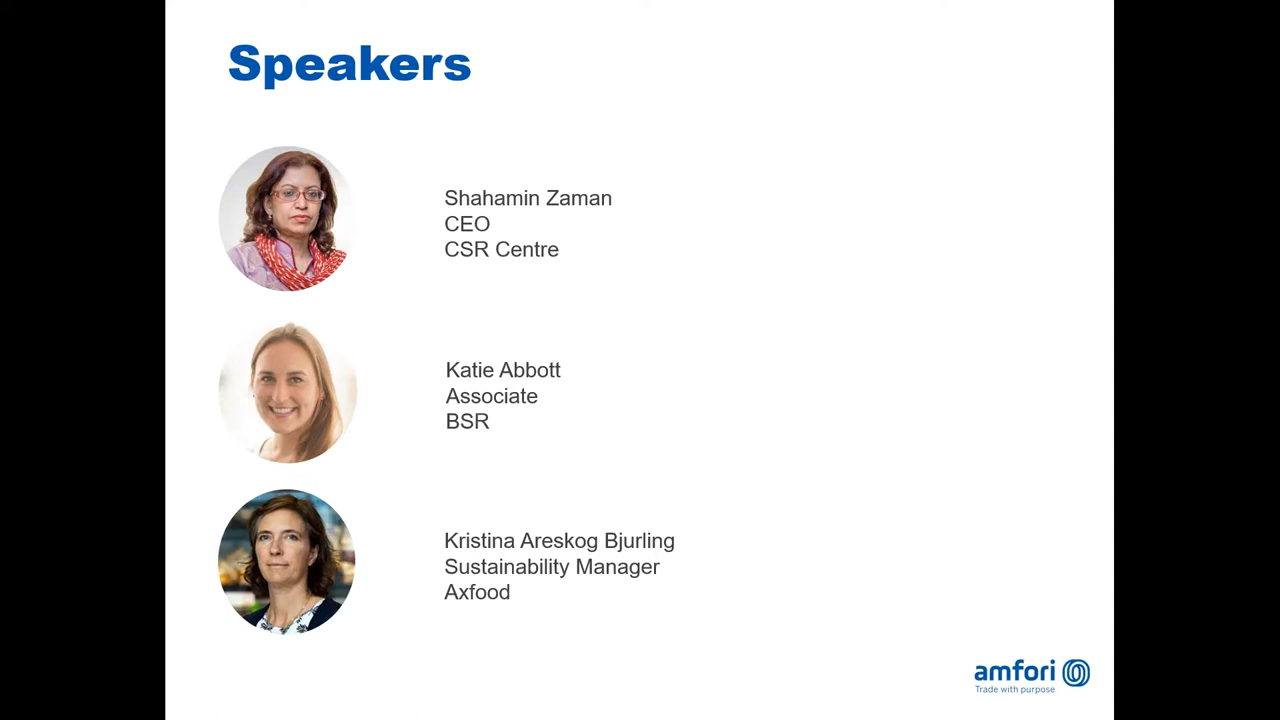 Speakers
Shahamin Zaman
CEO
CSR Centre
Katie Abbott
Associate
BSR
Kristina Areskog Bjurling
Sustainability Manager
Axfood
amfori
Trade with purpose